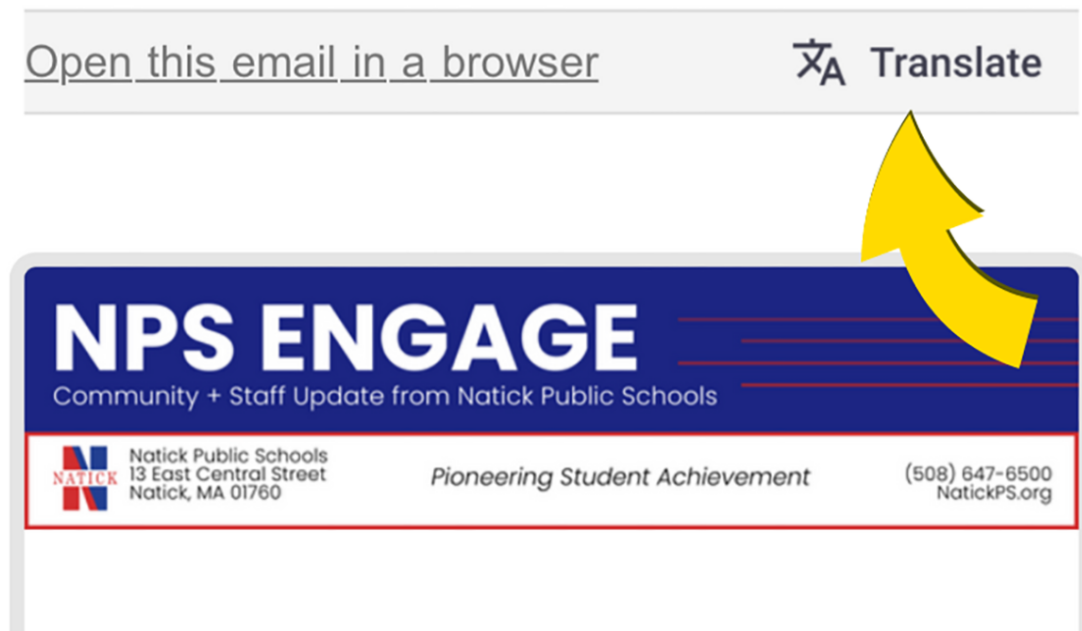 Open this email in a browser
Translate
NPS ENGAGE
Community + Staff Update from Natick Public Schools
NATICK
Natick Public Schools
13 East Central Street
Natick, MA 01760
Pioneering Student Achievement
(508) 647-6500
NatickPS.org